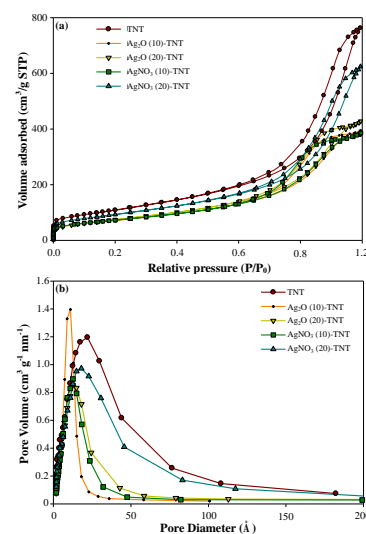 (a)
TNT
Ag₂O (10)-TNT
Ag₂O (20)-TNT
AgNO₃ (10)-TNT
AgNO₃ (20)-TNT
800
600
400
200
0
0.0 0.2 0.4 0.6 0.8 1.2
Volume adsorbed (cm³/g STP)
Relative pressure (P/P₀)
(b)
TNT
Ag₂O (10)-TNT
Ag₂O (20)-TNT
AgNO₃ (10)-TNT
AgNO₃ (20)-TNT
1.6
1.4
1.2
1.0
0.8
0.6
0.4
0.2
0
0 50 100 150 200
Pore Volume (cm³ g⁻¹ nm⁻¹)
Pore Diameter (Å)